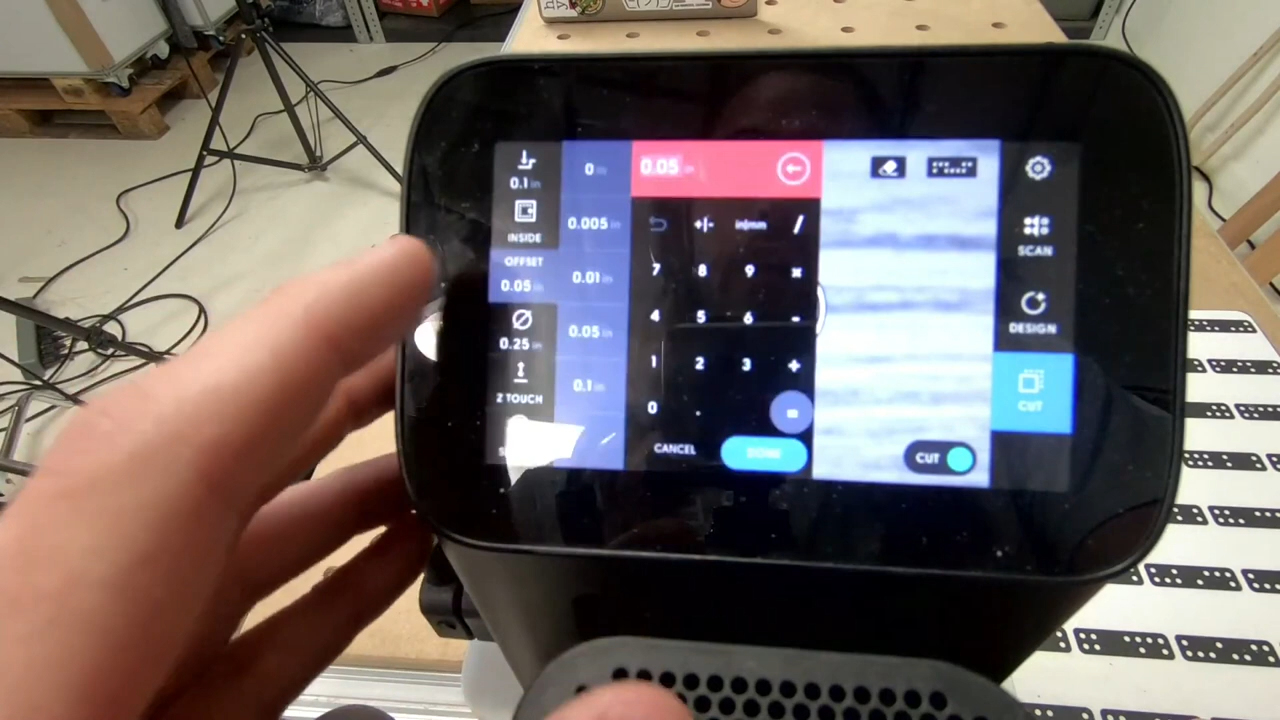 0.1 in
INSIDE
OFFSET
0.05 in
0.25 in
Z TOUCH
0 in
0.005 in
0.01 in
0.05 in
0.1 in
0.05 in
+/- in/mm /
7 8 9 x
4 5 6 -
1 2 3 +
0 . =
CANCEL DONE
CUT
SCAN
DESIGN
CUT